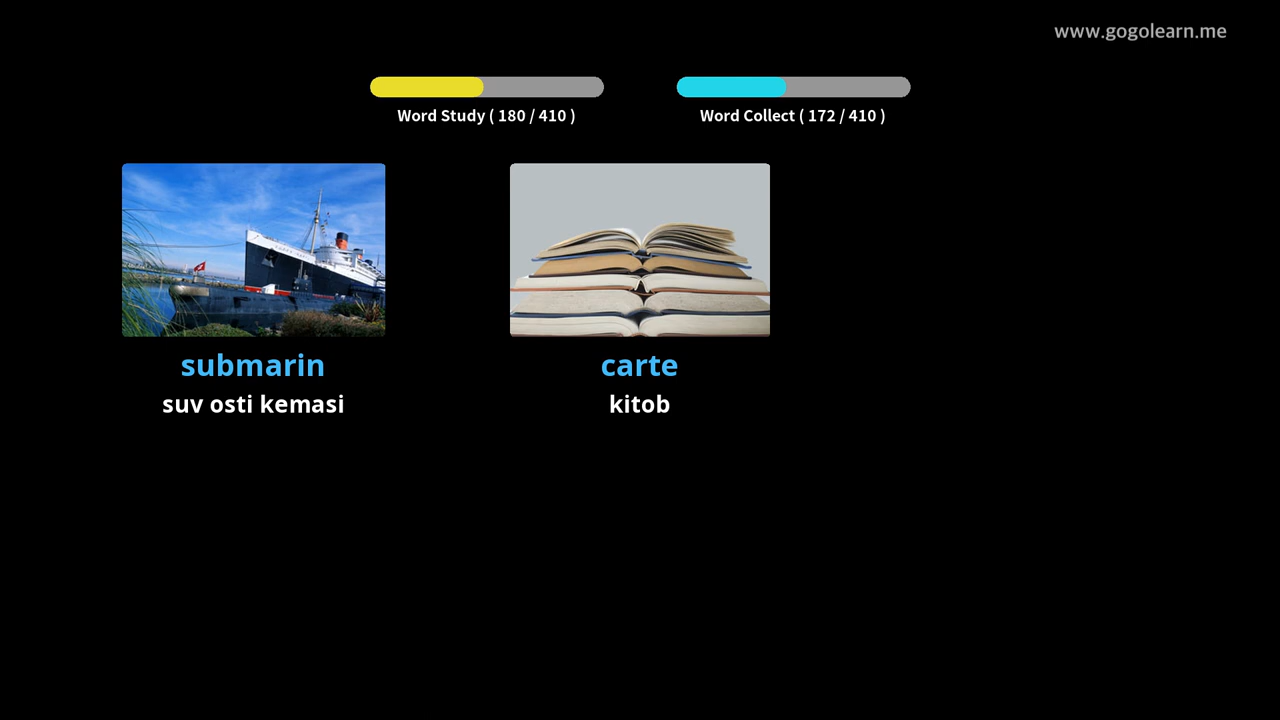 www.gogolearn.me
Word Study ( 180 / 410 )
Word Collect ( 172 / 410 )
submarin
suv osti kemasi
carte
kitob